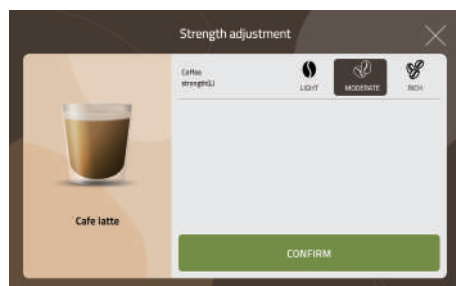 Strength adjustment
Coffee
strength(L)
LIGHT
MODERATE
RICH
Cafe latte
CONFIRM